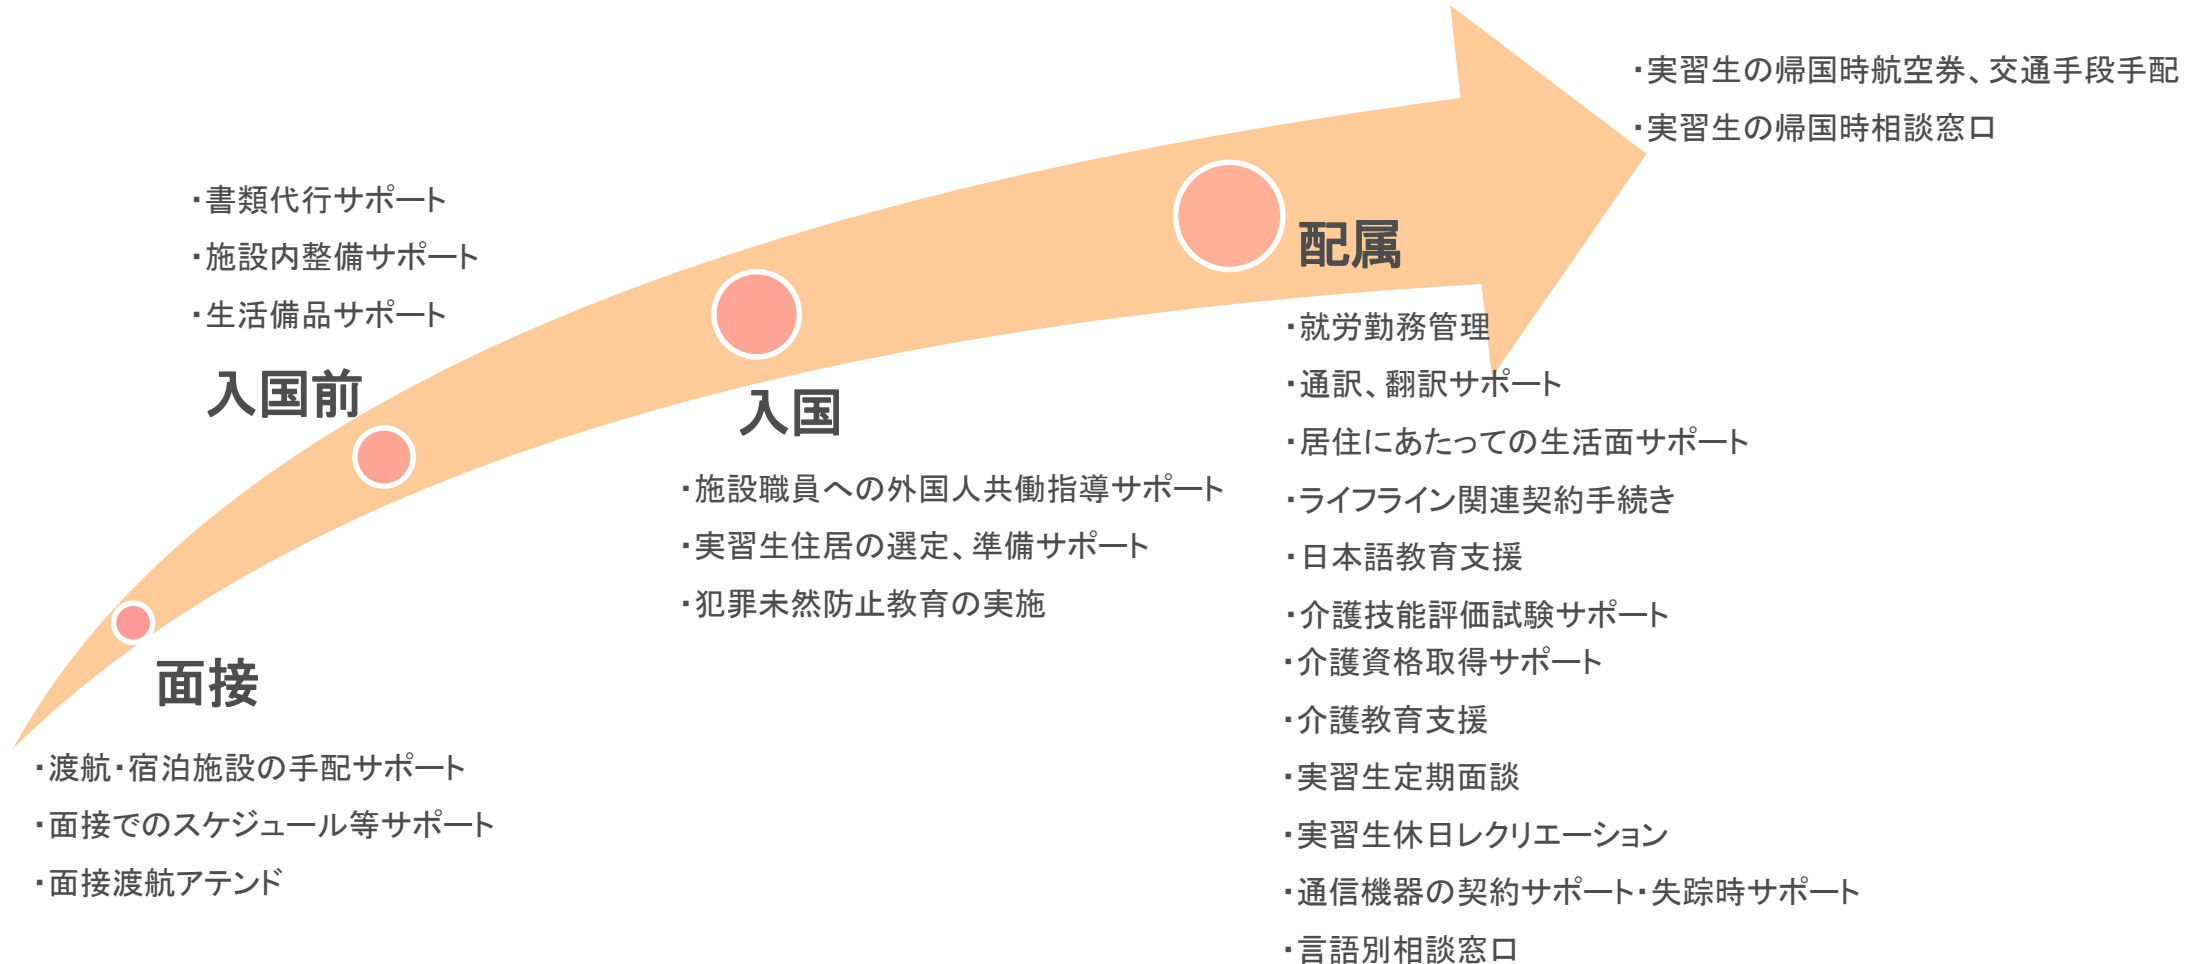 面接
・渡航・宿泊施設の手配サポート
・面接でのスケジュール等サポート
・面接渡航アテンド
・書類代行サポート
・施設内整備サポート
・生活備品サポート
入国前
入国
・施設職員への外国人共働指導サポート
・実習生住居の選定、準備サポート
・犯罪未然防止教育の実施
配属
・就労勤務管理
・通訳、翻訳サポート
・居住にあたっての生活面サポート
・ライフライン関連契約手続き
・日本語教育支援
・介護技能評価試験サポート
・介護資格取得サポート
・介護教育支援
・実習生定期面談
・実習生休日レクリエーション
・通信機器の契約サポート・失踪時サポート
・言語別相談窓口
・実習生の帰国時航空券、交通手段手配
・実習生の帰国時相談窓口